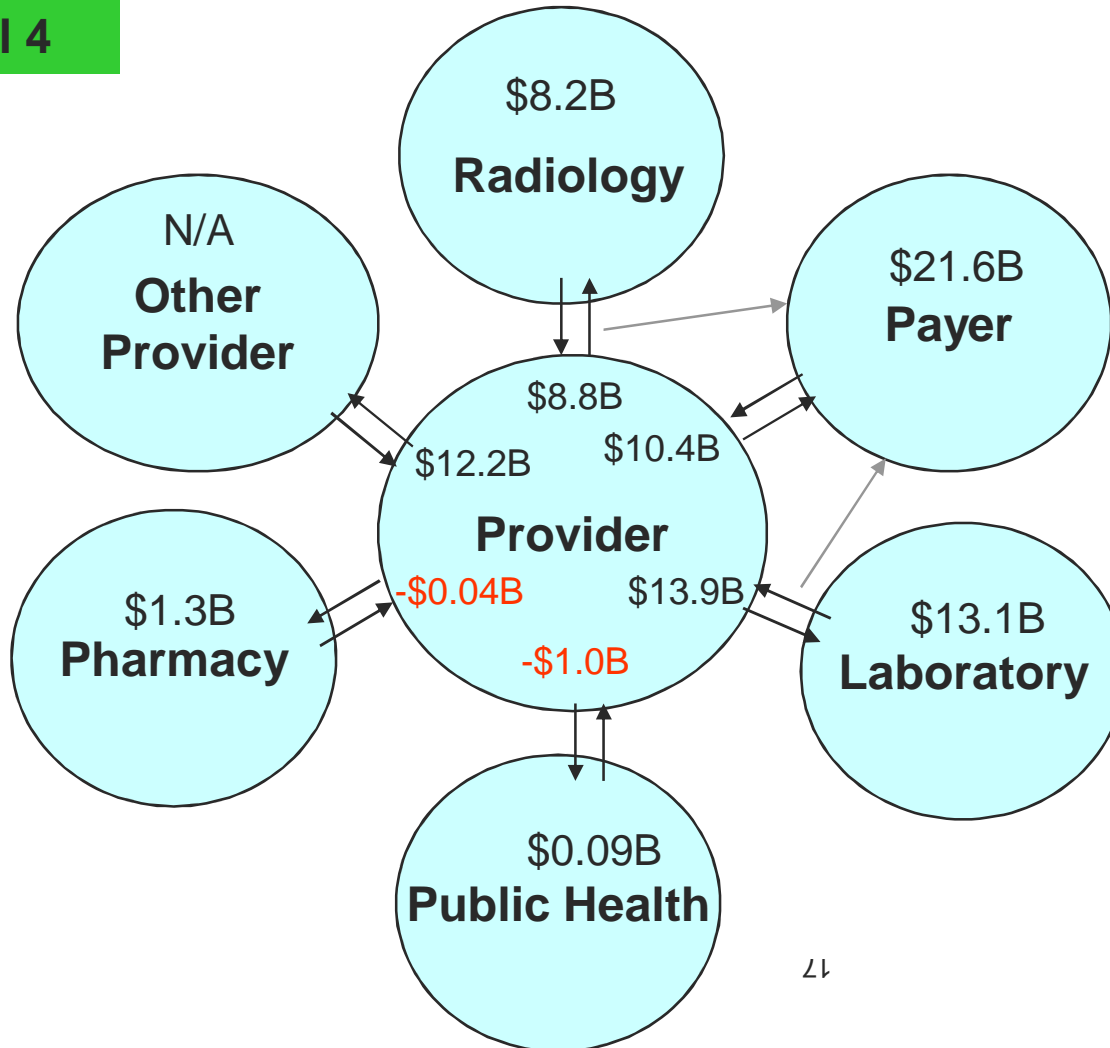 l 4
$8.2B
Radiology
N/A
Other
Provider
$21.6B
Payer
$8.8B
$10.4B
$12.2B
Provider
-$0.04B
$13.9B
-$1.0B
$1.3B
Pharmacy
$13.1B
Laboratory
$0.09B
Public Health
17